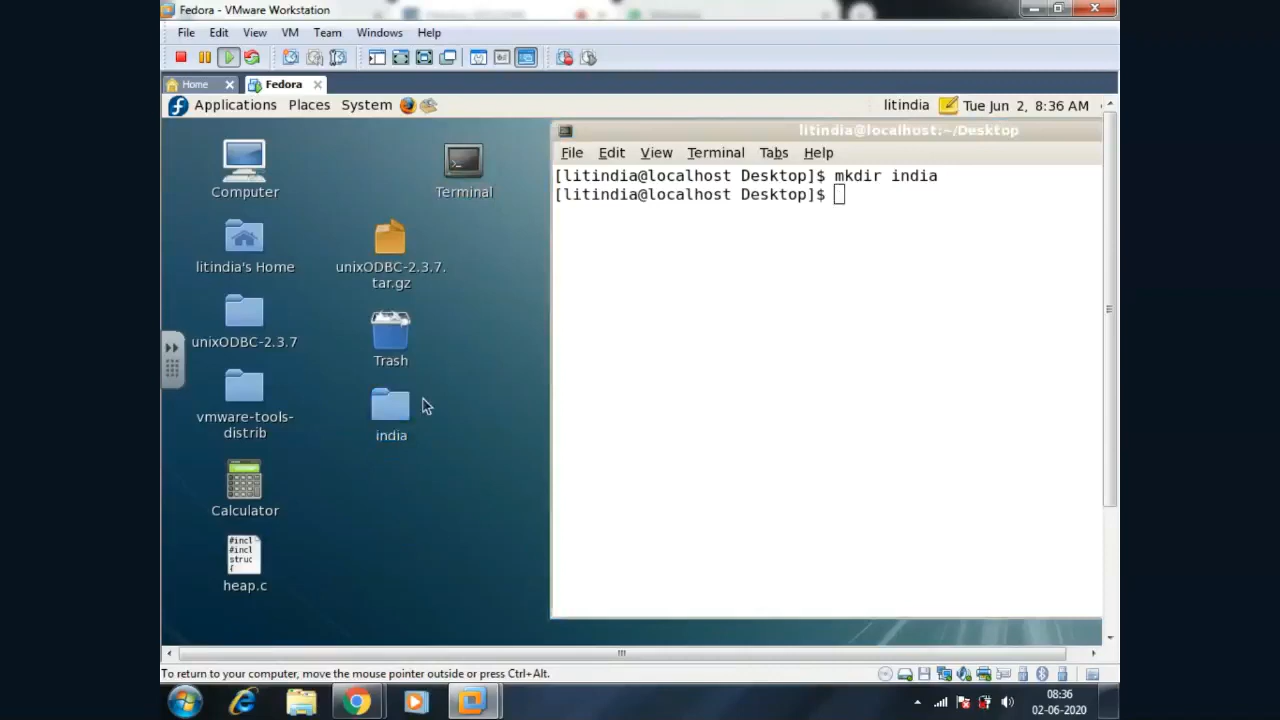 Fedora - VMware Workstation
File Edit View VM Team Windows Help
Home Fedora
Applications Places System litindia Tue Jun 2, 8:36 AM
litindia@localhost:~/Desktop
File Edit View Terminal Tabs Help
[litindia@localhost Desktop]$ mkdir india
[litindia@localhost Desktop]$
Computer
Terminal
litindia's Home
unixODBC-2.3.7.
tar.gz
unixODBC-2.3.7
Trash
vmware-tools-
distrib
india
Calculator
#incl
#incl
struc
{
heap.c
To return to your computer, move the mouse pointer outside or press Ctrl+Alt.
08:36
02-06-2020